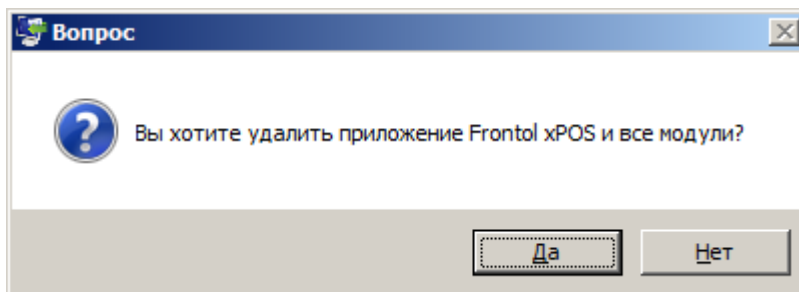 Вопрос
Вы хотите удалить приложение Frontol xPOS и все модули?
Да
Нет